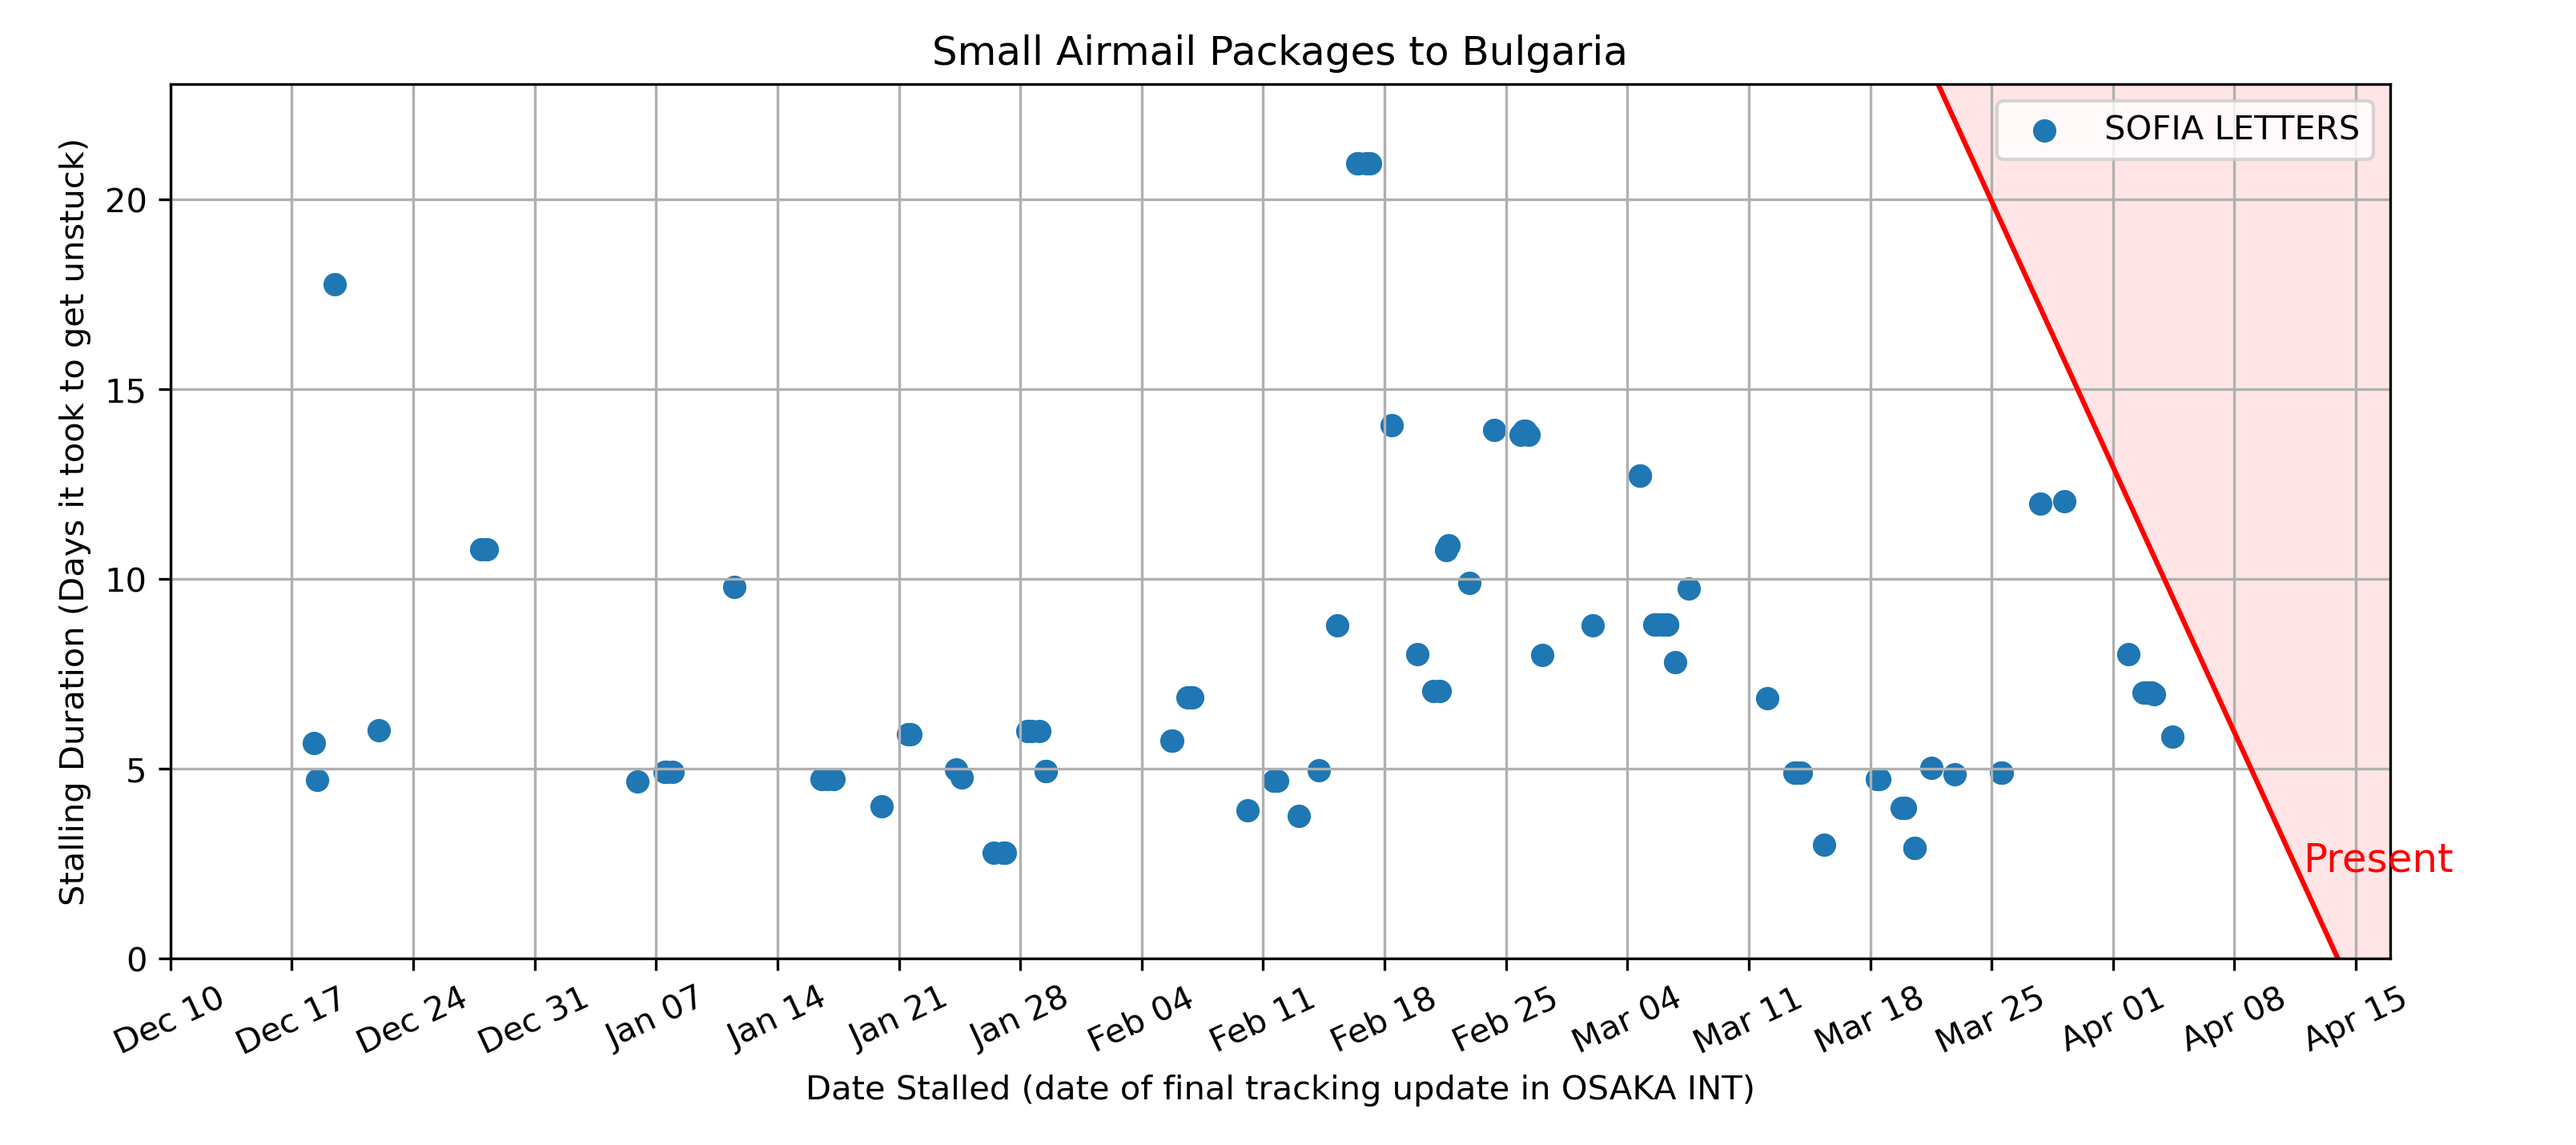 Small Airmail Packages to Bulgaria
SOFIA LETTERS
Stalling Duration (Days it took to get unstuck)
20
15
10
5
0
Present
Dec 10
Dec 17
Dec 24
Dec 31
Jan 07
Jan 14
Jan 21
Jan 28
Feb 04
Feb 11
Feb 18
Feb 25
Mar 04
Mar 11
Mar 18
Mar 25
Apr 01
Apr 08
Apr 15
Date Stalled (date of final tracking update in OSAKA INT)